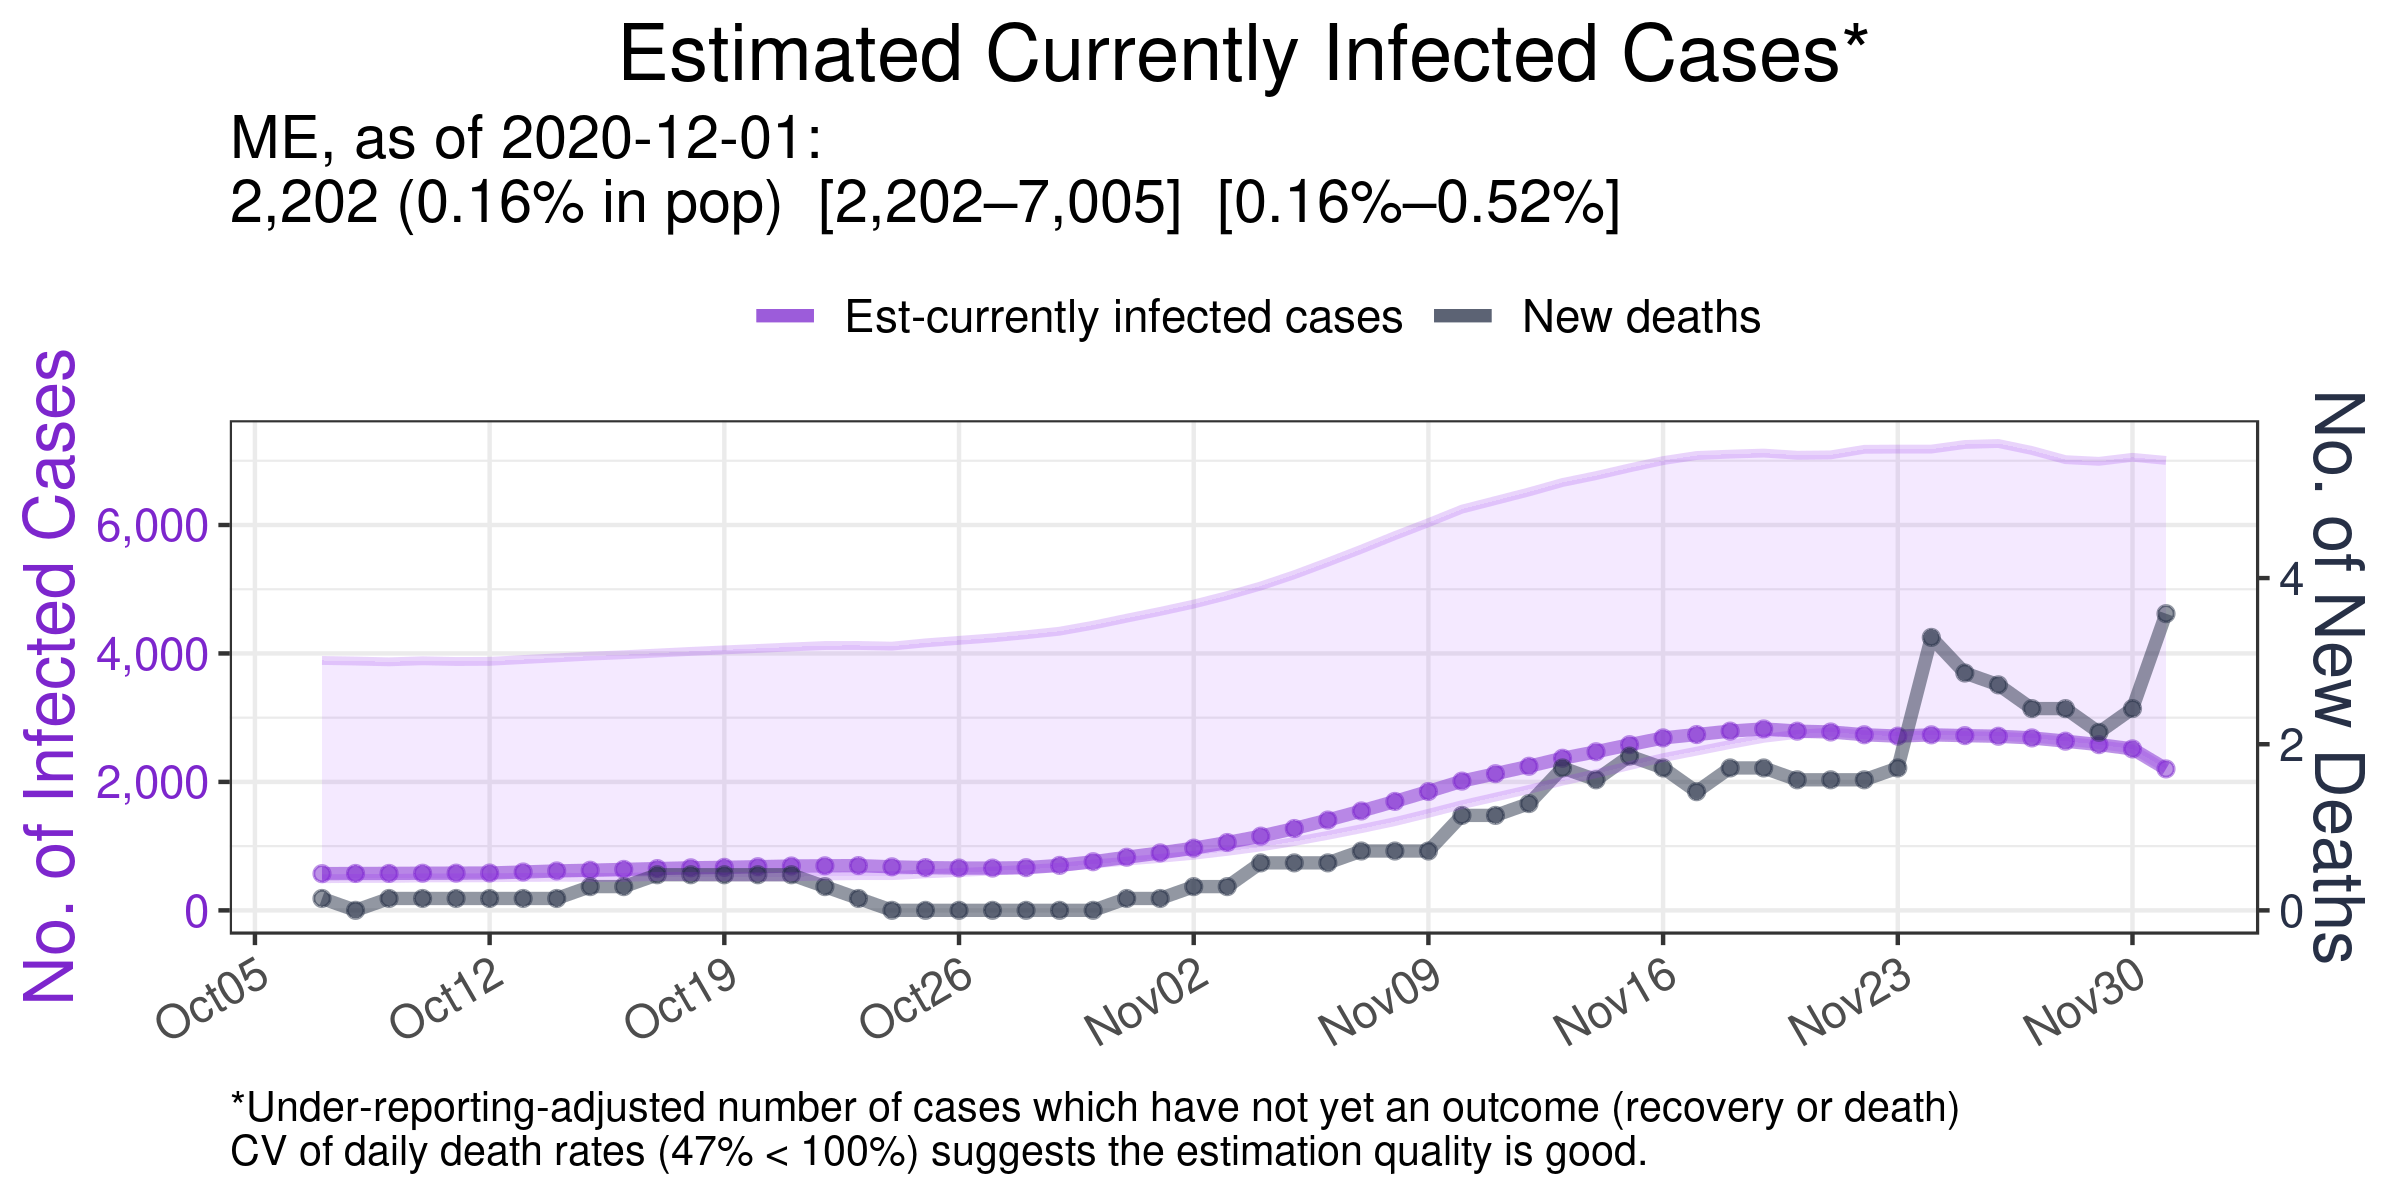 Estimated Currently Infected Cases*
ME, as of 2020-12-01:
2,202 (0.16% in pop)  [2,202–7,005]  [0.16%–0.52%]
Est-currently infected cases
New deaths
No. of Infected Cases
6,000
4,000
2,000
0
No. of New Deaths
4
2
0
Oct05
Oct12
Oct19
Oct26
Nov02
Nov09
Nov16
Nov23
Nov30
*Under-reporting-adjusted number of cases which have not yet an outcome (recovery or death)
CV of daily death rates (47% < 100%) suggests the estimation quality is good.